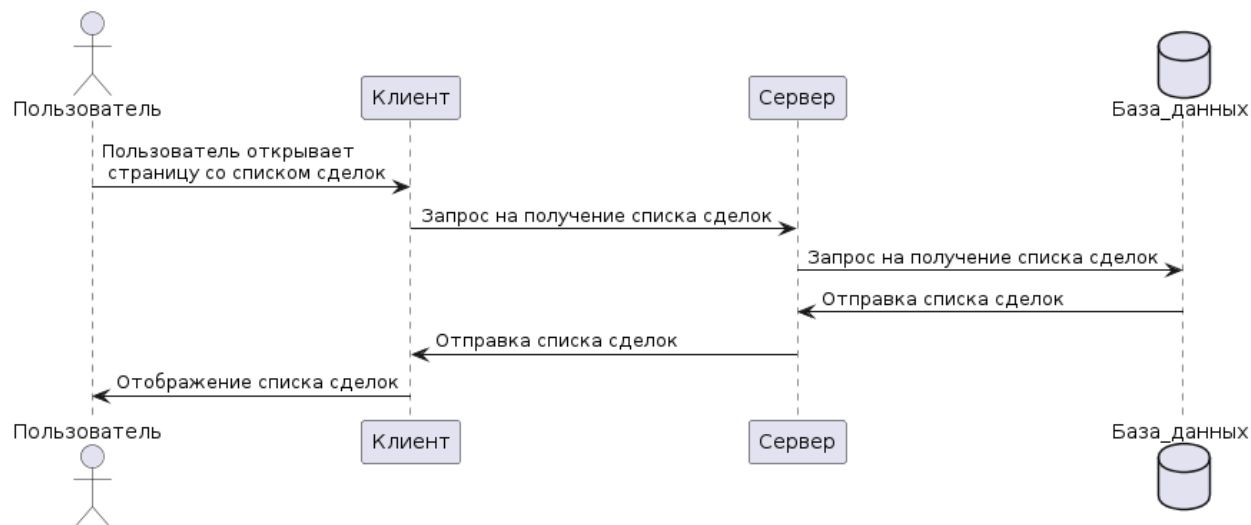 Пользователь
Клиент
Сервер
База_данных
Пользователь открывает
страницу со списком сделок
Запрос на получение списка сделок
Запрос на получение списка сделок
Отправка списка сделок
Отправка списка сделок
Отображение списка сделок
Пользователь
Клиент
Сервер
База_данных